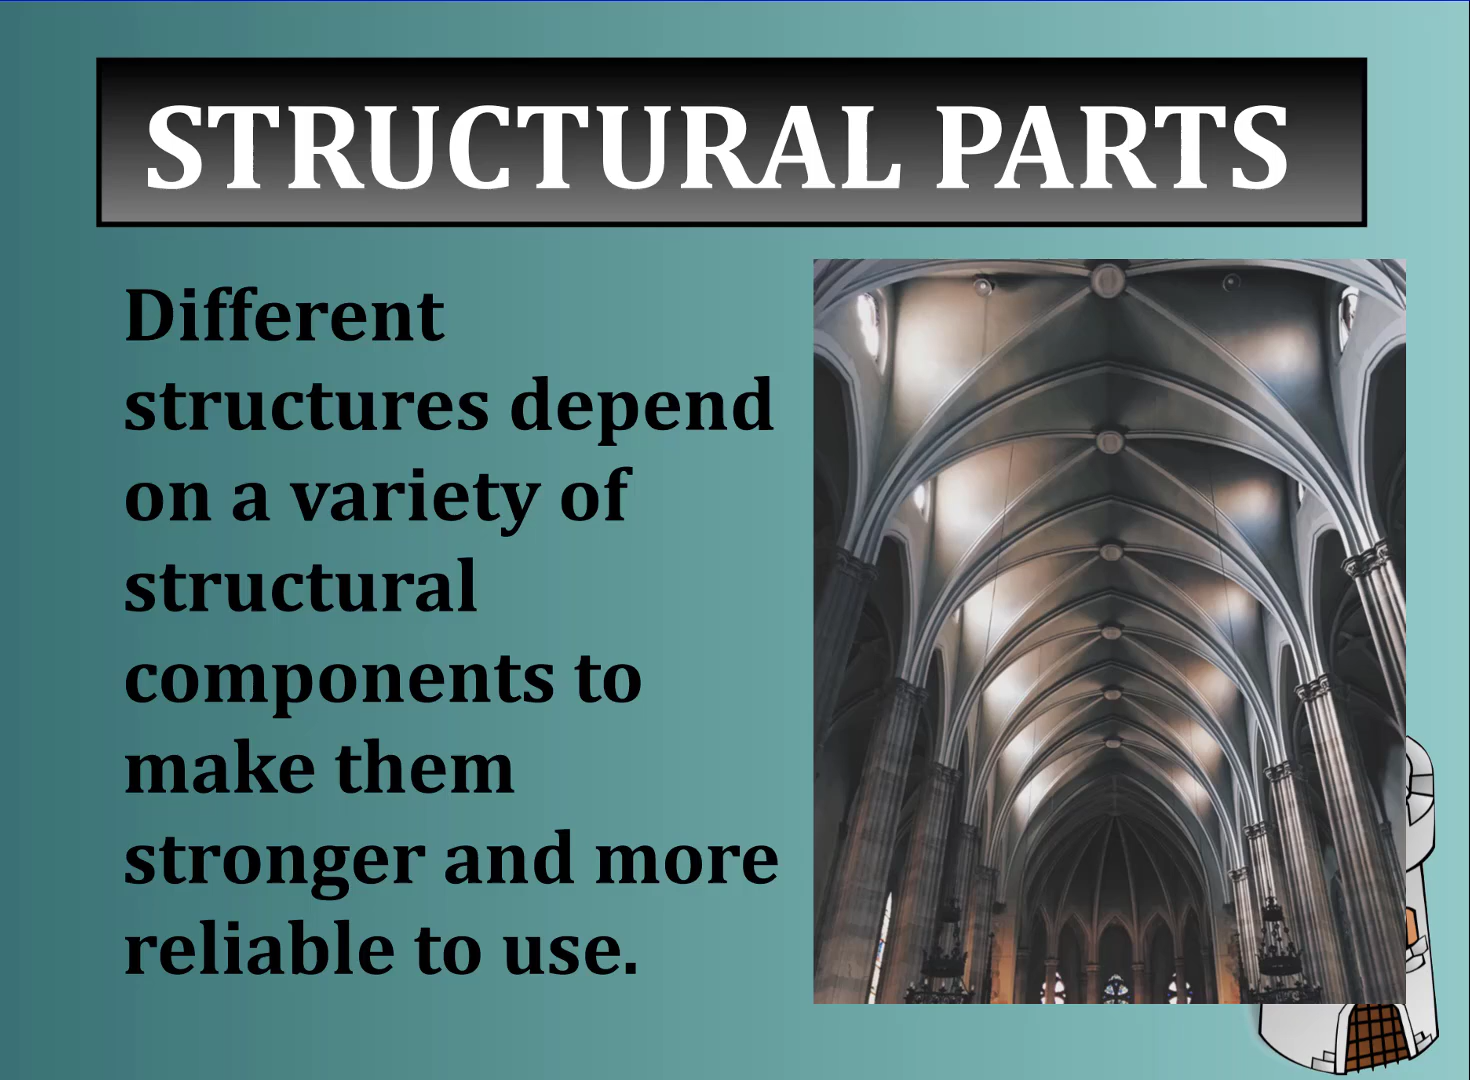 STRUCTURAL PARTS
Different
structures depend
on a variety of
structural
components to
make them
stronger and more
reliable to use.